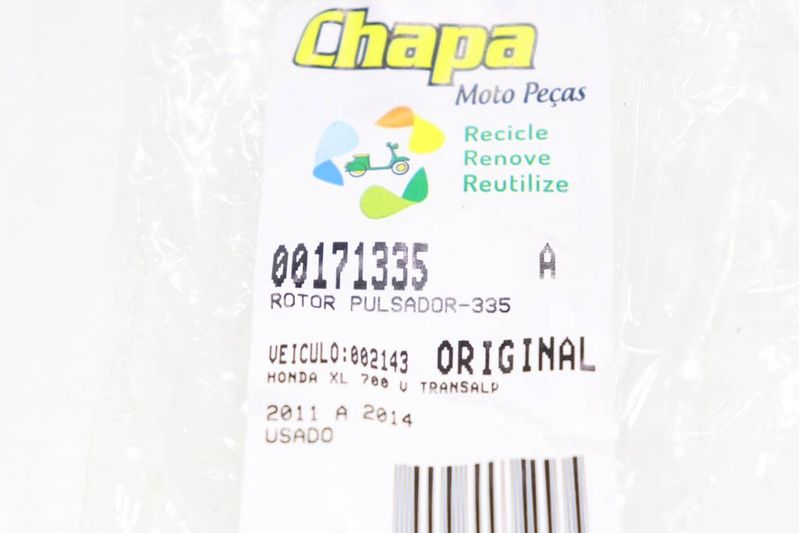 Chapa
Moto Peças
Recicle
Renove
Reutilize
00171335 A
ROTOR PULSADOR-335
VEICULO:002143 ORIGINAL
HONDA XL 700 V TRANSALP
2011 A 2014
USADO